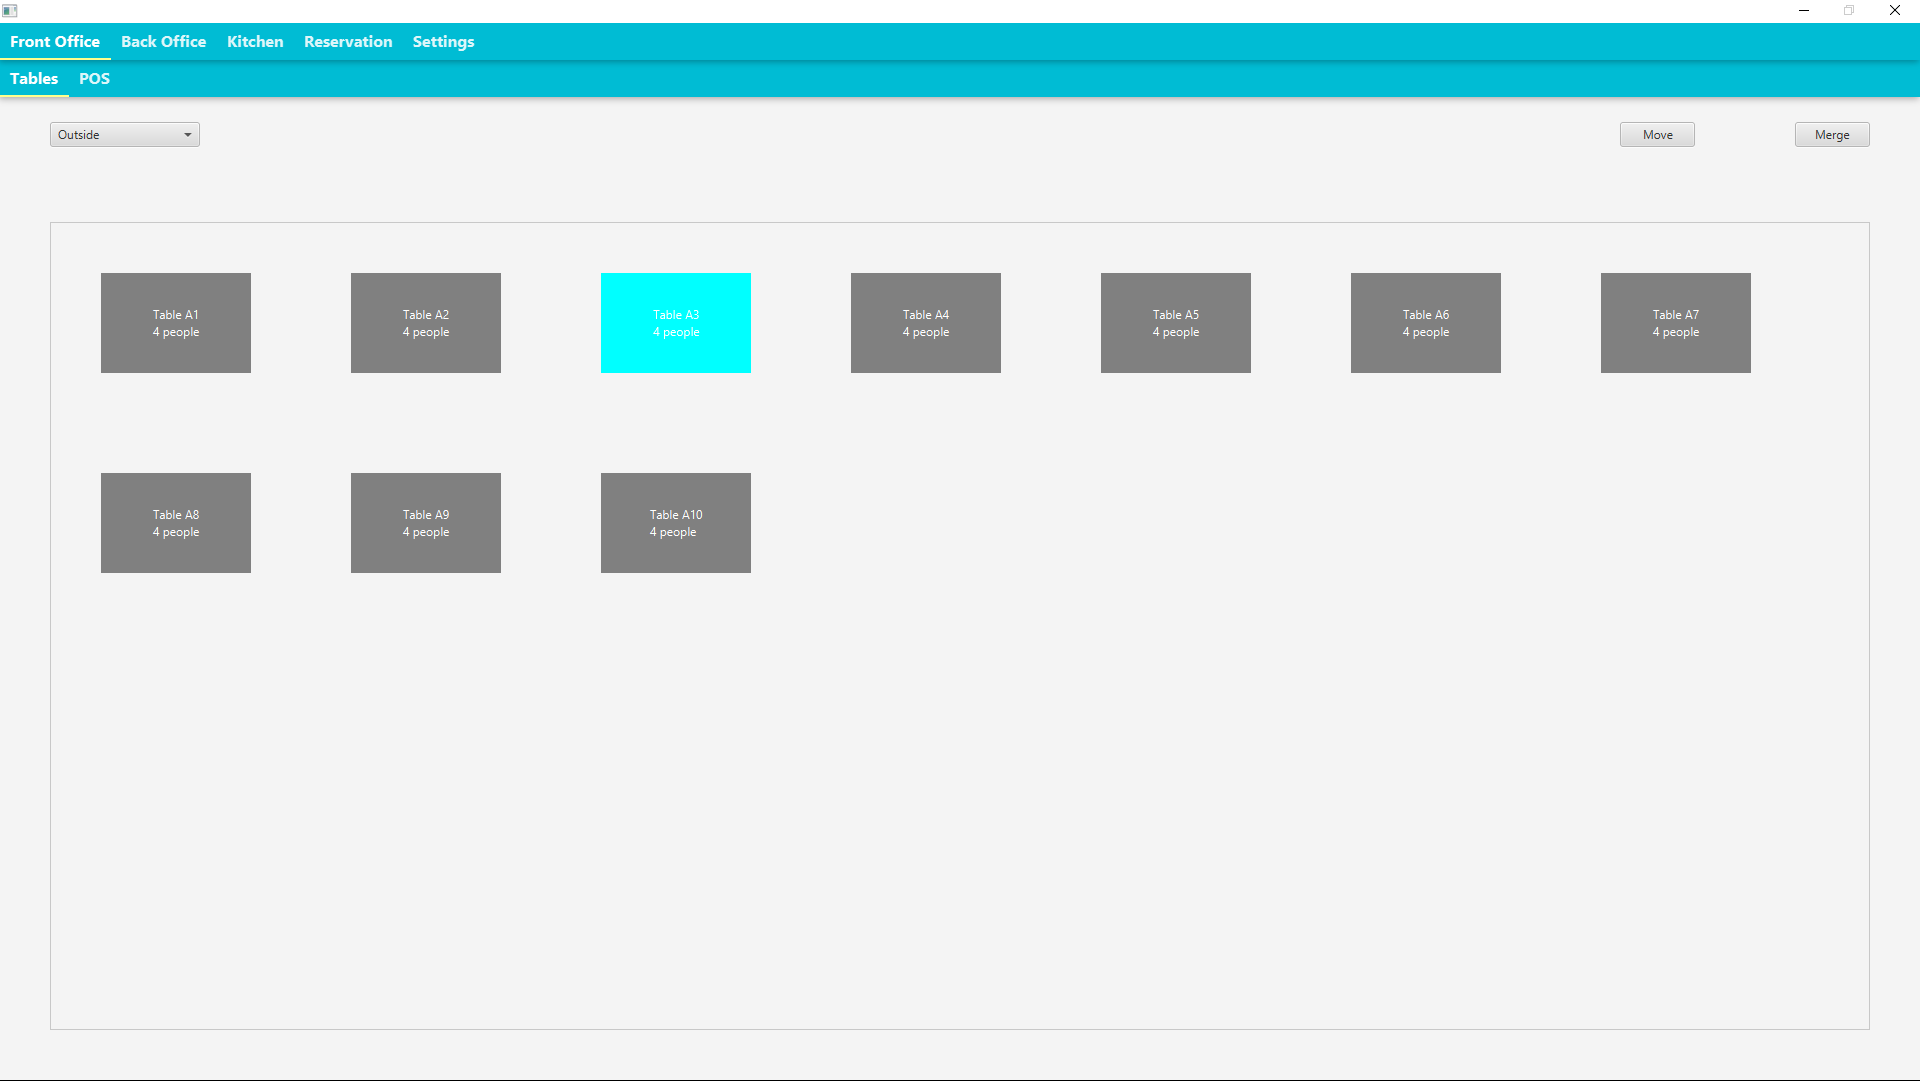 Front Office Back Office Kitchen Reservation Settings
Tables POS
Outside Move Merge
Table A1 Table A2 Table A3 Table A4 Table A5 Table A6 Table A7
4 people 4 people 4 people 4 people 4 people 4 people 4 people
Table A8 Table A9 Table A10
4 people 4 people 4 people